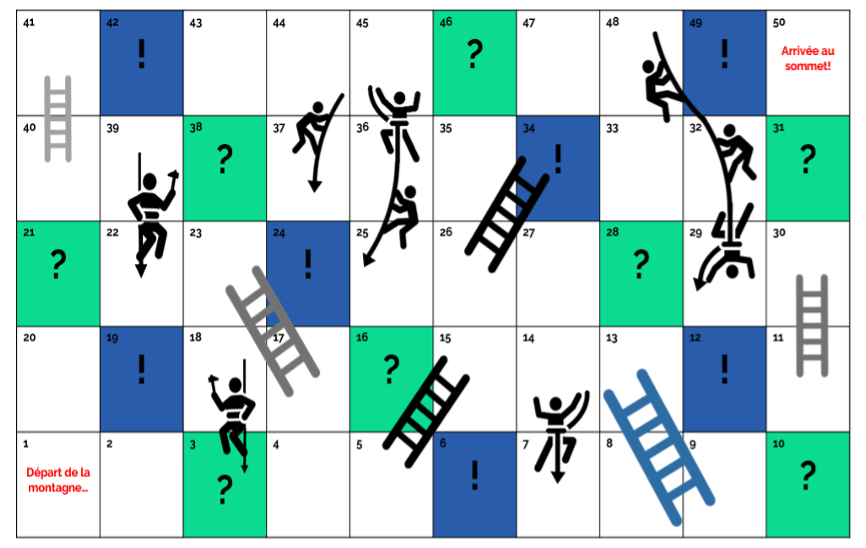 41 42 43 44 45 46 47 48 49 50
! ? ! Arrivée au
sommet!
40 39 38 37 36 35 34 33 32 31
? ! ?
21 22 23 24 25 26 27 28 29 30
? ! ?
20 19 18 17 16 15 14 13 12 11
! ? !
1 2 3 4 5 6 7 8 9 10
Départ de la
montagne...
? ! ?